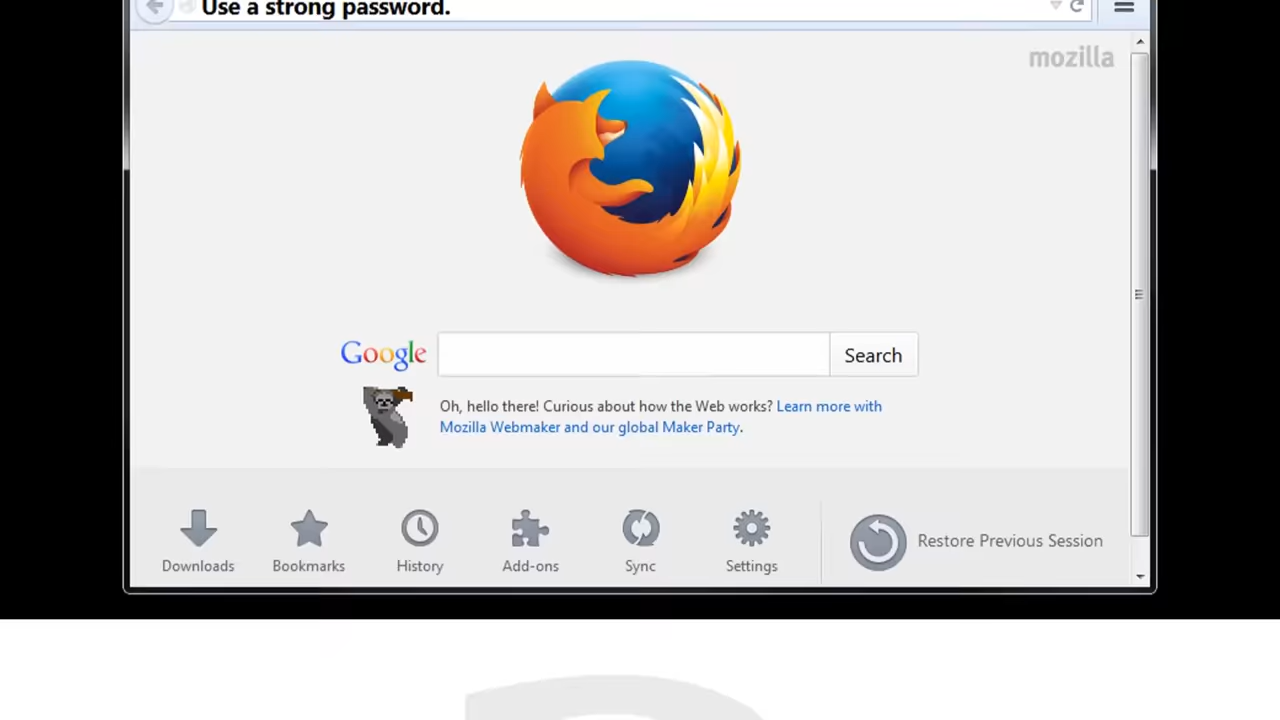 Use a strong password.
mozilla
Google
Search
Oh, hello there! Curious about how the Web works? Learn more with
Mozilla Webmaker and our global Maker Party.
Downloads
Bookmarks
History
Add-ons
Sync
Settings
Restore Previous Session